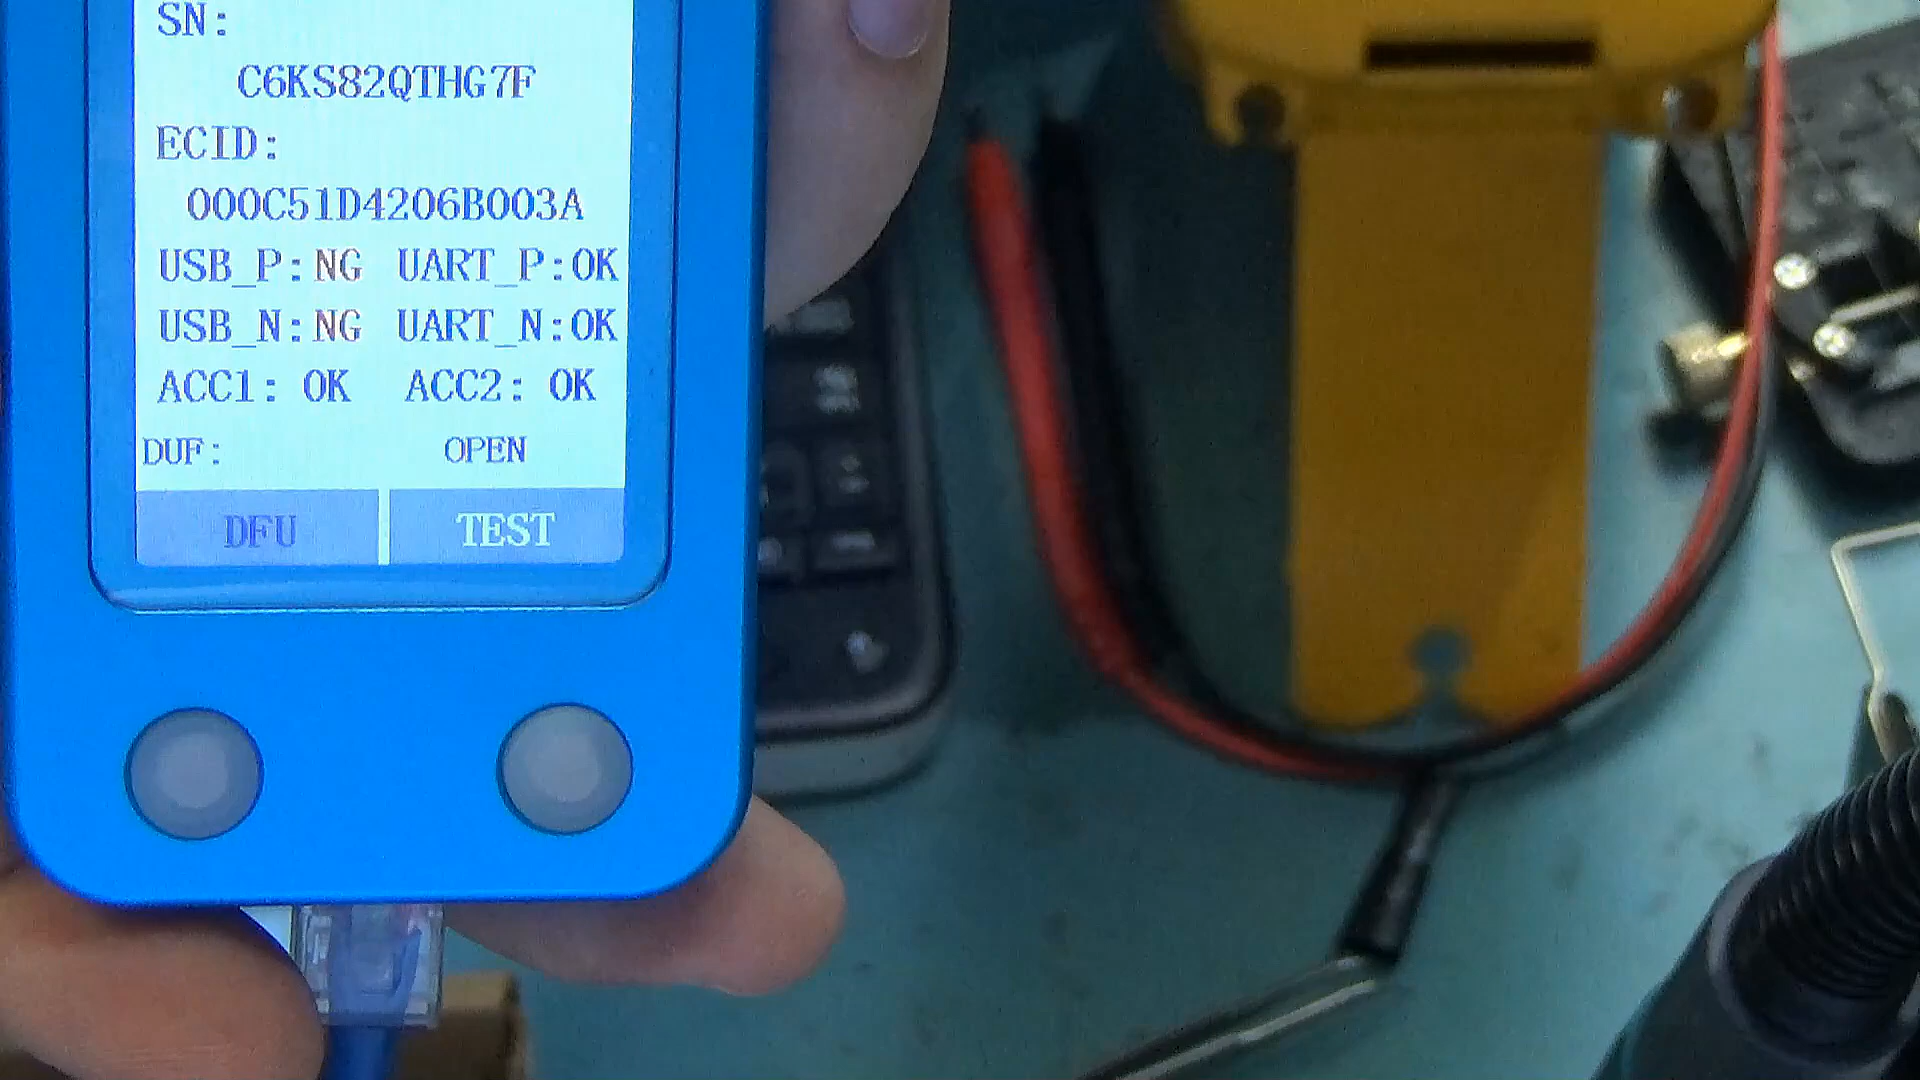 SN:
C6KS82QTHG7F
ECID:
000C51D4206B003A
USB_P:NG UART_P:OK
USB_N:NG UART_N:OK
ACC1: OK ACC2: OK
DUF: OPEN
DFU TEST